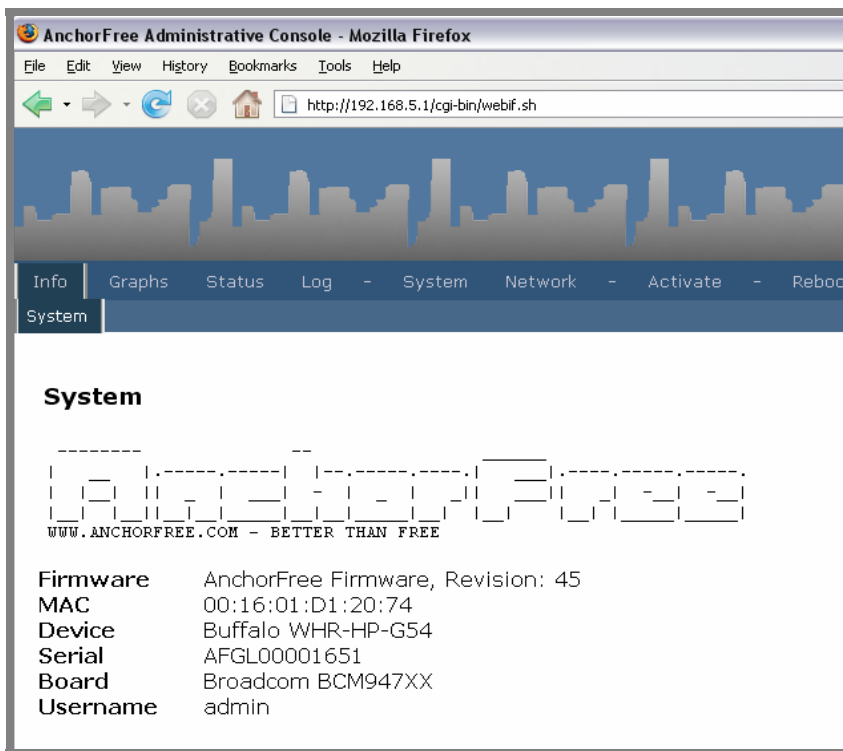 AnchorFree Administrative Console - Mozilla Firefox
File Edit View History Bookmarks Tools Help
http://192.168.5.1/cgi-bin/webif.sh
Info Graphs Status Log - System Network - Activate - Reboo
System
System
AnchorFree
WWW.ANCHORFREE.COM - BETTER THAN FREE
Firmware AnchorFree Firmware, Revision: 45
MAC 00:16:01:D1:20:74
Device Buffalo WHR-HP-G54
Serial AFGL00001651
Board Broadcom BCM947XX
Username admin